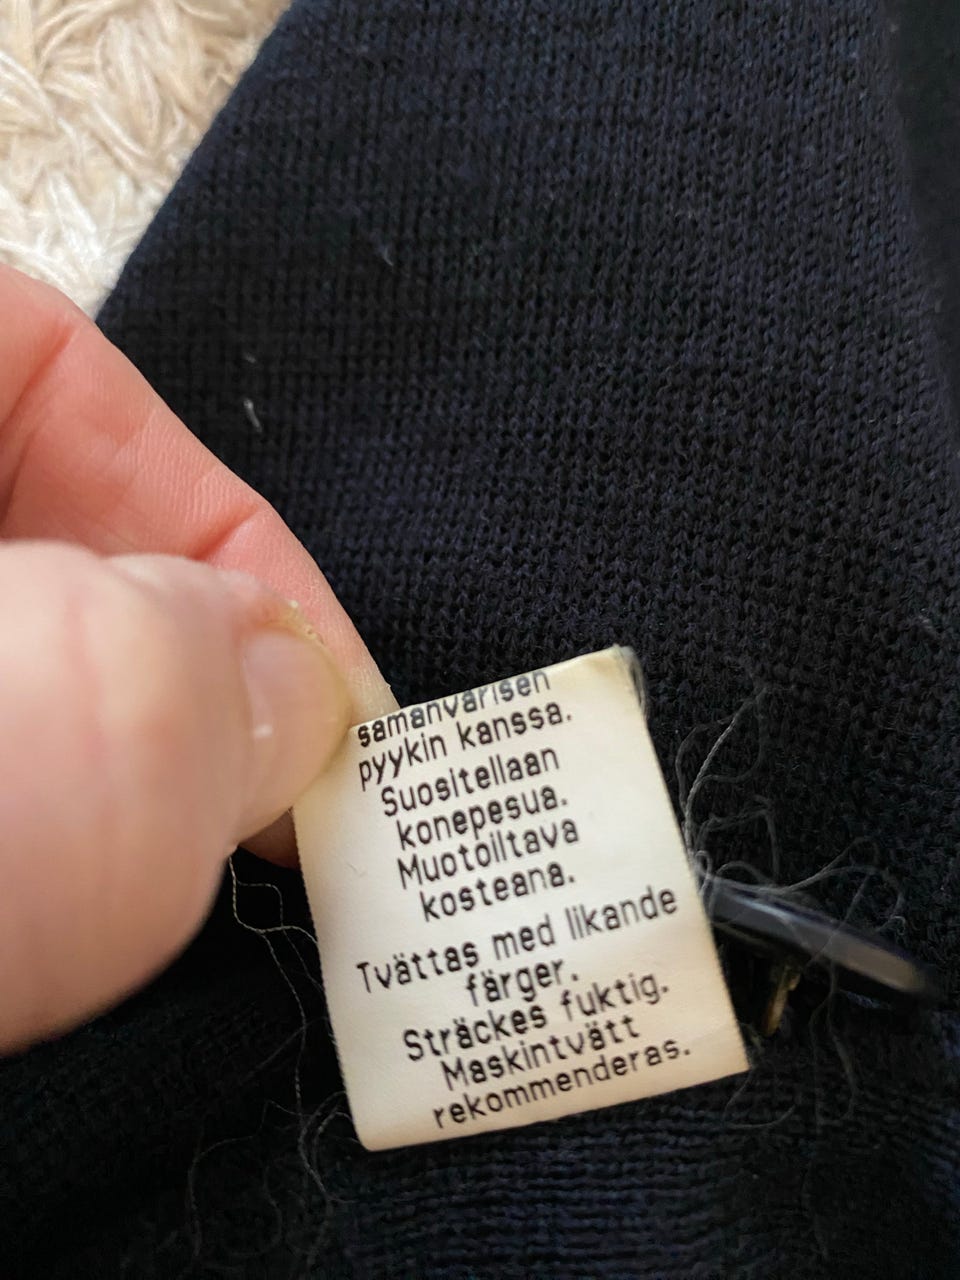 samanvärisen
pyykin kanssa.
Suositellaan
konepesua.
Muotoiltava
kosteana.
Tvättas med likande
färger.
Sträckes fuktig.
Maskintvätt
rekommenderas.